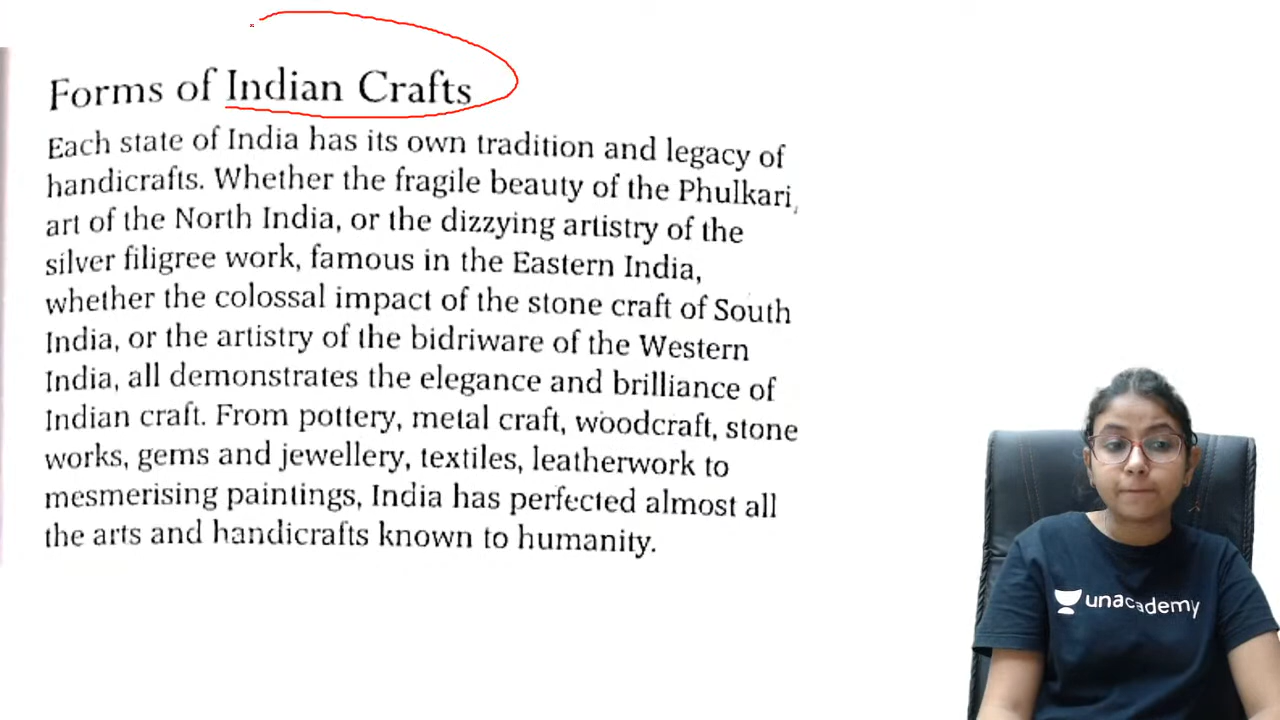 Forms of Indian Crafts
Each state of India has its own tradition and legacy of
handicrafts. Whether the fragile beauty of the Phulkari,
art of the North India, or the dizzying artistry of the
silver filigree work, famous in the Eastern India,
whether the colossal impact of the stone craft of South
India, or the artistry of the bidriware of the Western
India, all demonstrates the elegance and brilliance of
Indian craft. From pottery, metal craft, woodcraft, stone
works, gems and jewellery, textiles, leatherwork to
mesmerising paintings, India has perfected almost all
the arts and handicrafts known to humanity.
unacademy